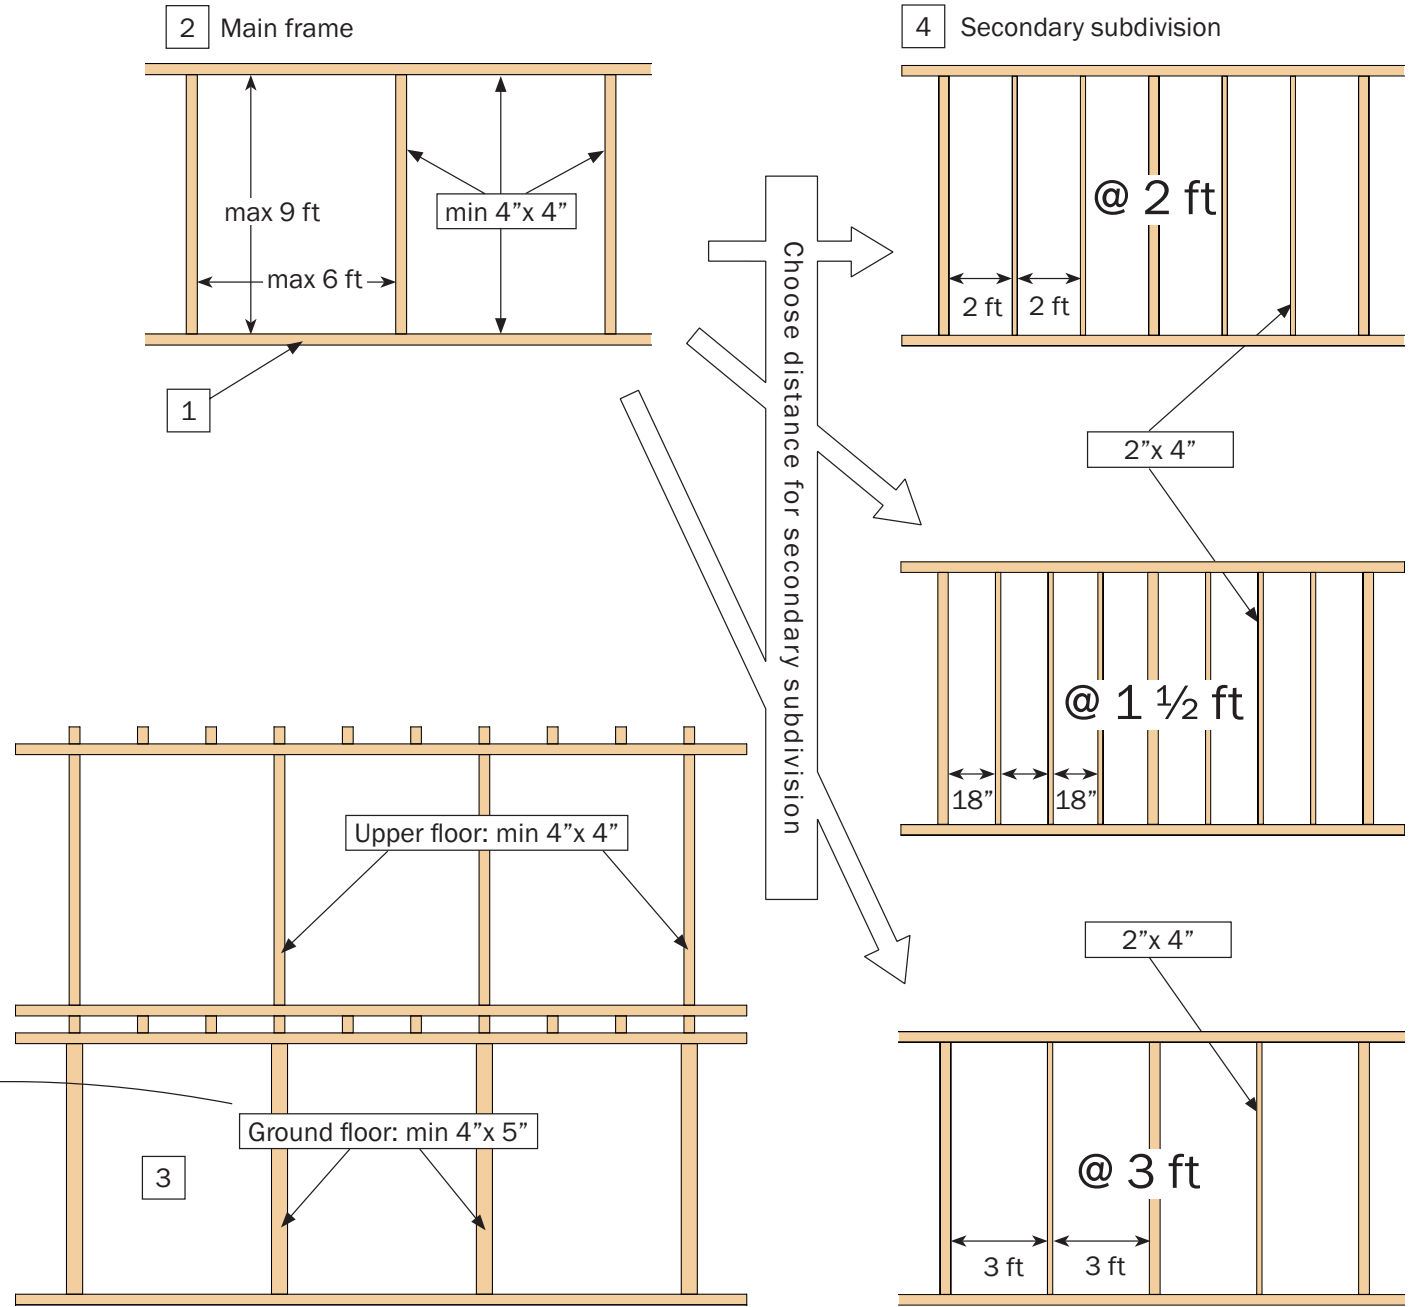 2 Main frame
max 9 ft
max 6 ft
min 4”x 4”
1
Choose distance for secondary subdivision
4 Secondary subdivision
@ 2 ft
2 ft 2 ft
2”x 4”
@ 1 ½ ft
18” 18”
2”x 4”
@ 3 ft
3 ft 3 ft
Upper floor: min 4”x 4”
Ground floor: min 4”x 5”
3